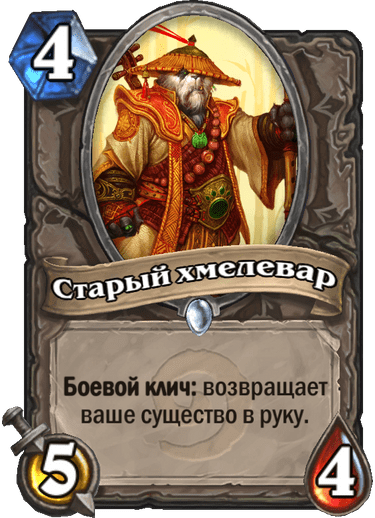 4
Старый хмелевар
Боевой клич: возвращает
ваше существо в руку.
5
4